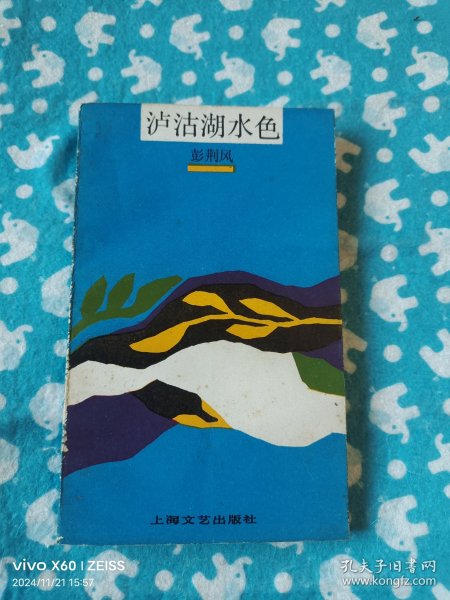 泸沽湖水色
彭荆风
上海文艺出版社
vivo X60 | ZEISS
2024/11/21 15:57
孔夫子旧书网
www.kongfz.com